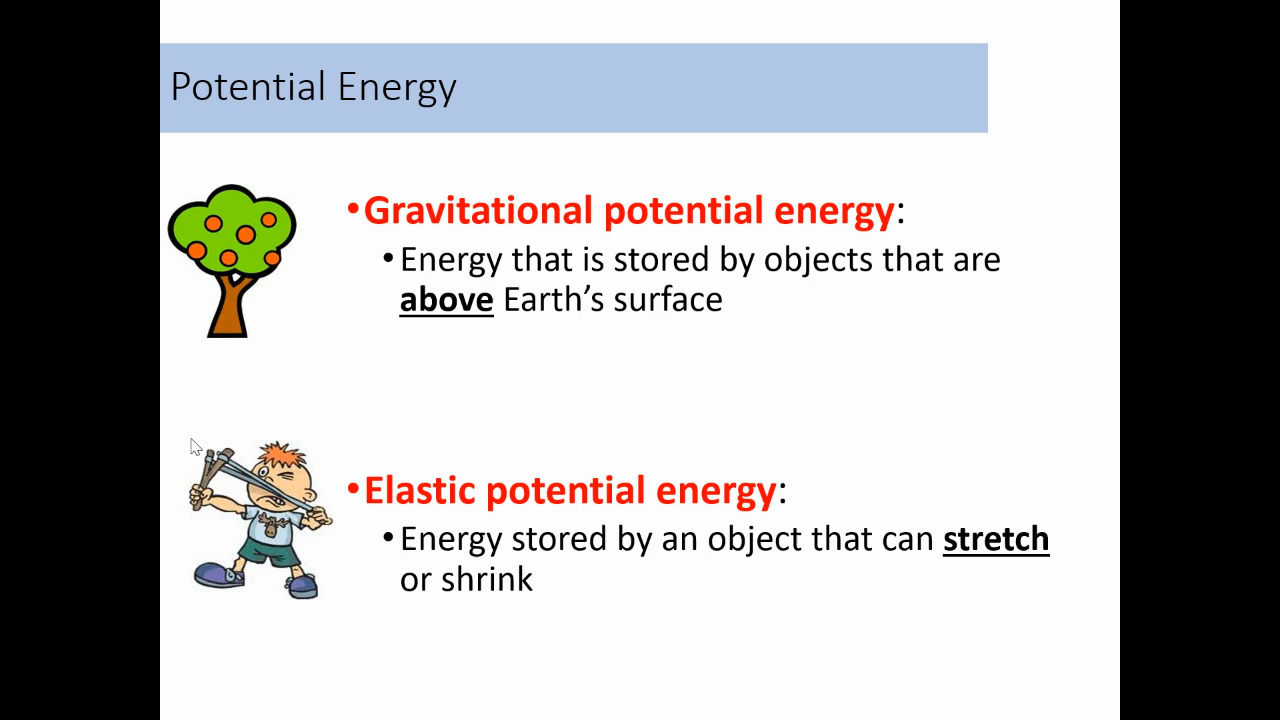 Potential Energy
•Gravitational potential energy:
•Energy that is stored by objects that are
above Earth’s surface
•Elastic potential energy:
•Energy stored by an object that can stretch
or shrink